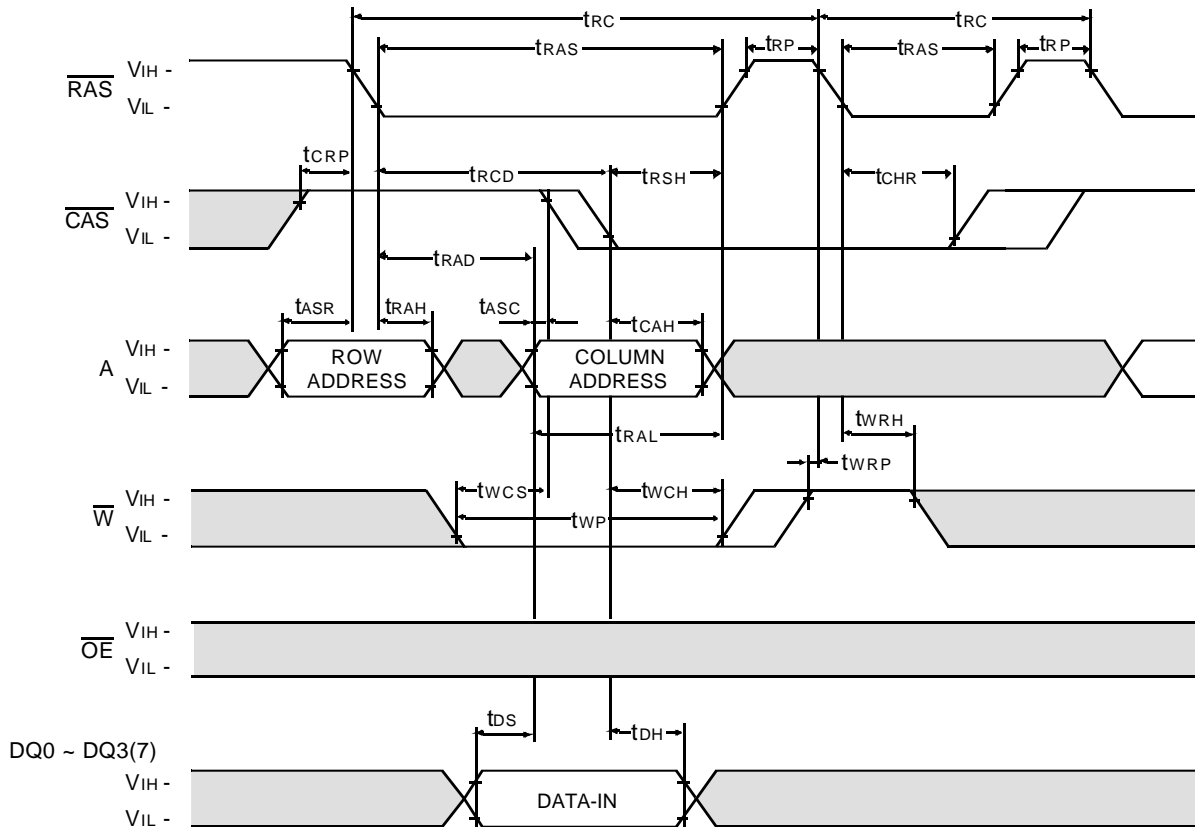 tRC tRC
tRAS tRP tRAS tRP
RAS VIH -
VIL -
tCRP tRCD tRSH tCHR
CAS VIH -
VIL -
tRAD
tASR tRAH tASC tCAH
A VIH -
VIL -
ROW ADDRESS
COLUMN ADDRESS
tRAL tWRH
tWRP
W VIH -
VIL -
tWCS tWCH
tWP
OE VIH -
VIL -
tDS tDH
DQ0 ~ DQ3(7)
VIH -
VIL -
DATA-IN